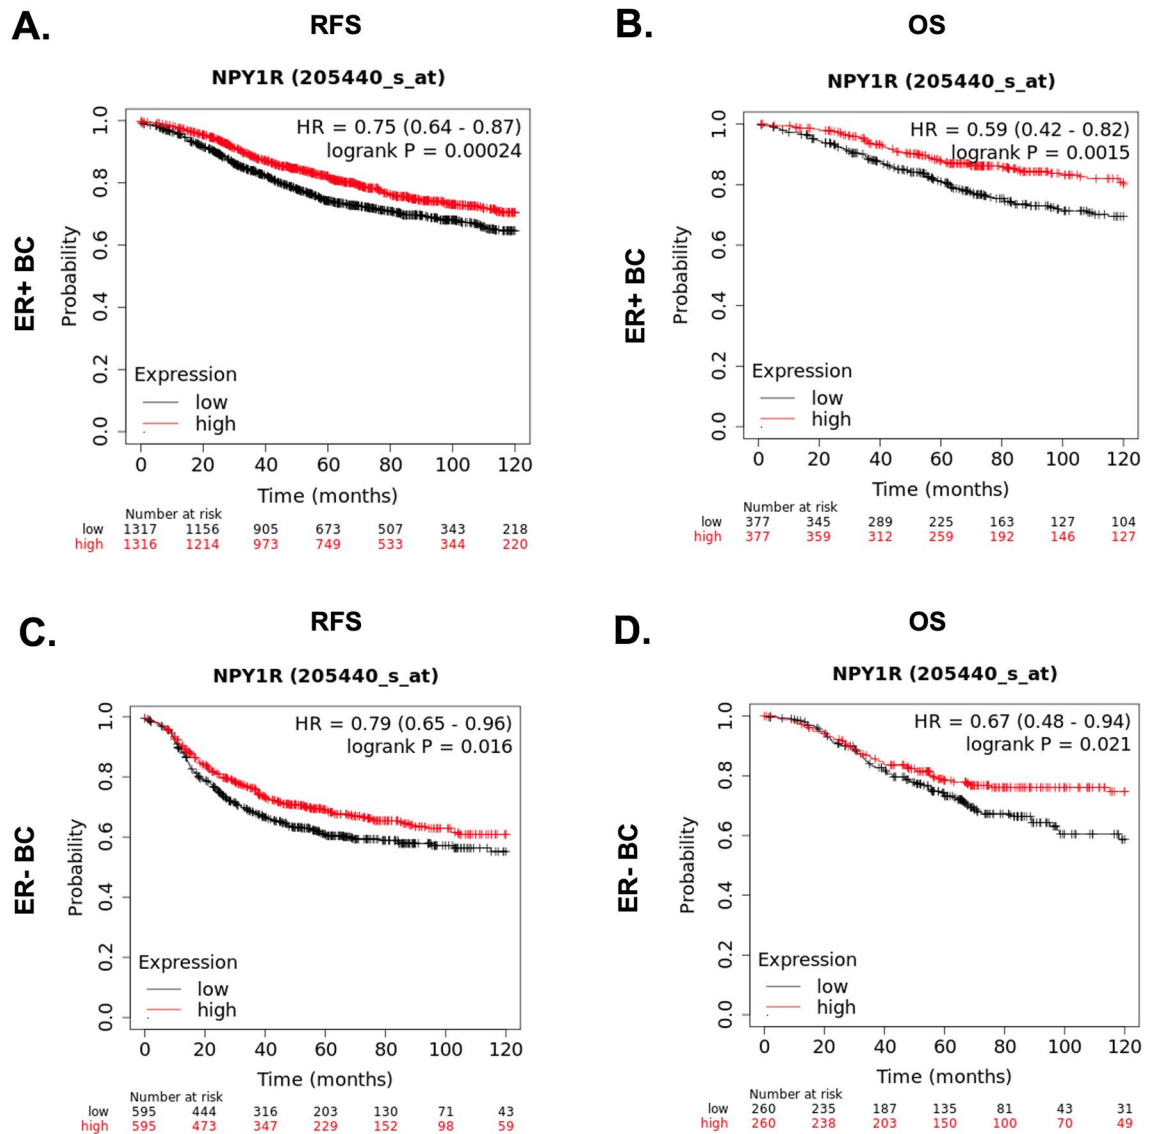 A.
RFS
NPY1R (205440_s_at)
HR = 0.75 (0.64 - 0.87)
logrank P = 0.00024
ER+ BC
Probability
1.0
0.8
0.6
0.4
0.2
0.0
Expression
low
high
0 20 40 60 80 100 120
Time (months)
Number at risk
low 1317 1156 905 673 507 343 218
high 1316 1214 973 749 533 344 220
B.
OS
NPY1R (205440_s_at)
HR = 0.59 (0.42 - 0.82)
logrank P = 0.0015
ER+ BC
Probability
1.0
0.8
0.6
0.4
0.2
0.0
Expression
low
high
0 20 40 60 80 100 120
Time (months)
Number at risk
low 377 345 289 225 163 127 104
high 377 359 312 259 192 146 127
C.
RFS
NPY1R (205440_s_at)
HR = 0.79 (0.65 - 0.96)
logrank P = 0.016
ER- BC
Probability
1.0
0.8
0.6
0.4
0.2
0.0
Expression
low
high
0 20 40 60 80 100 120
Time (months)
Number at risk
low 595 444 316 203 130 71 43
high 595 473 347 229 152 98 59
D.
OS
NPY1R (205440_s_at)
HR = 0.67 (0.48 - 0.94)
logrank P = 0.021
ER- BC
Probability
1.0
0.8
0.6
0.4
0.2
0.0
Expression
low
high
0 20 40 60 80 100 120
Time (months)
Number at risk
low 260 235 187 135 81 43 31
high 260 238 203 150 100 70 49